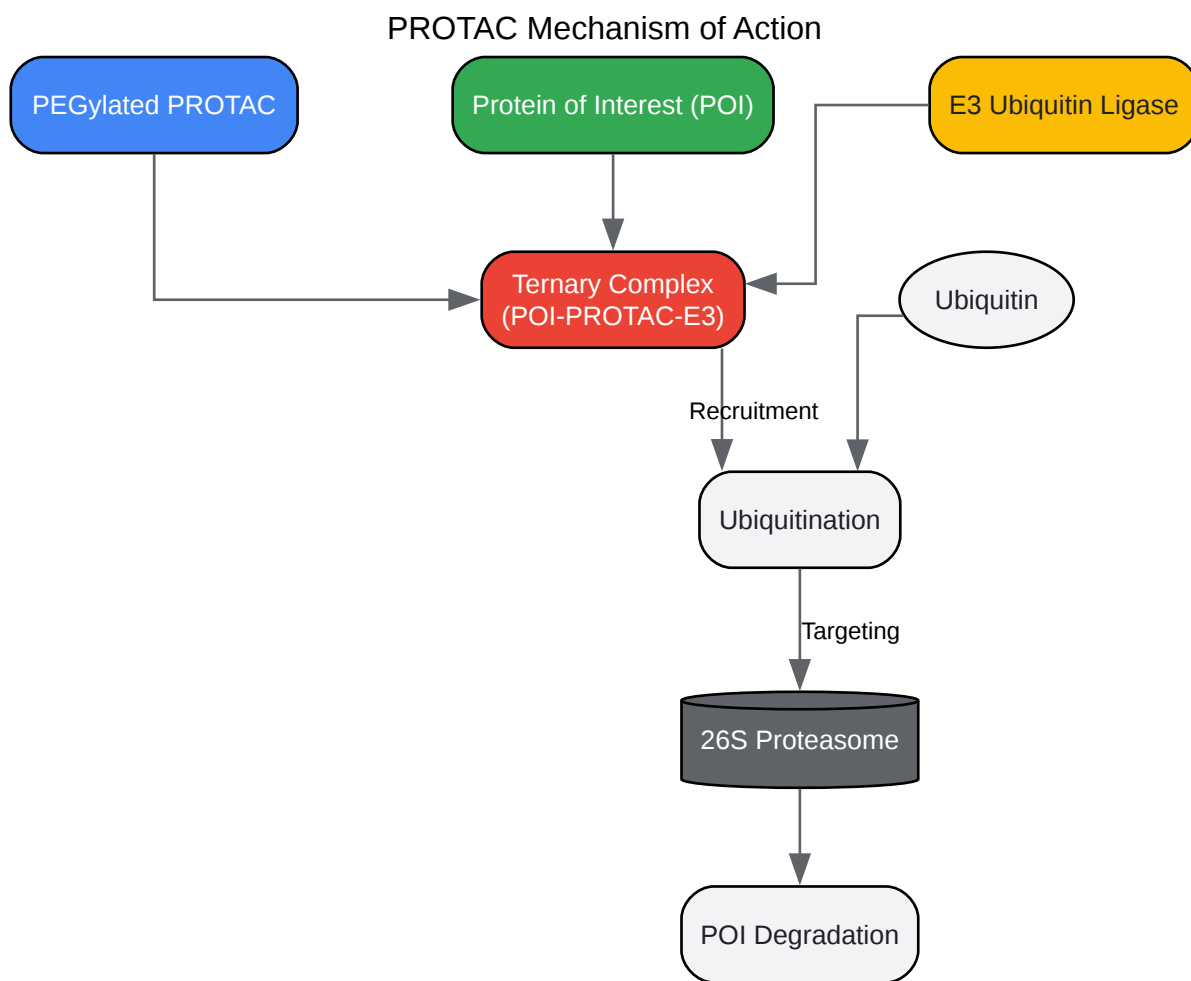 PROTAC Mechanism of Action
PEGylated PROTAC
Protein of Interest (POI)
E3 Ubiquitin Ligase
Ternary Complex
(POI-PROTAC-E3)
Ubiquitin
Recruitment
Ubiquitination
Targeting
26S Proteasome
POI Degradation